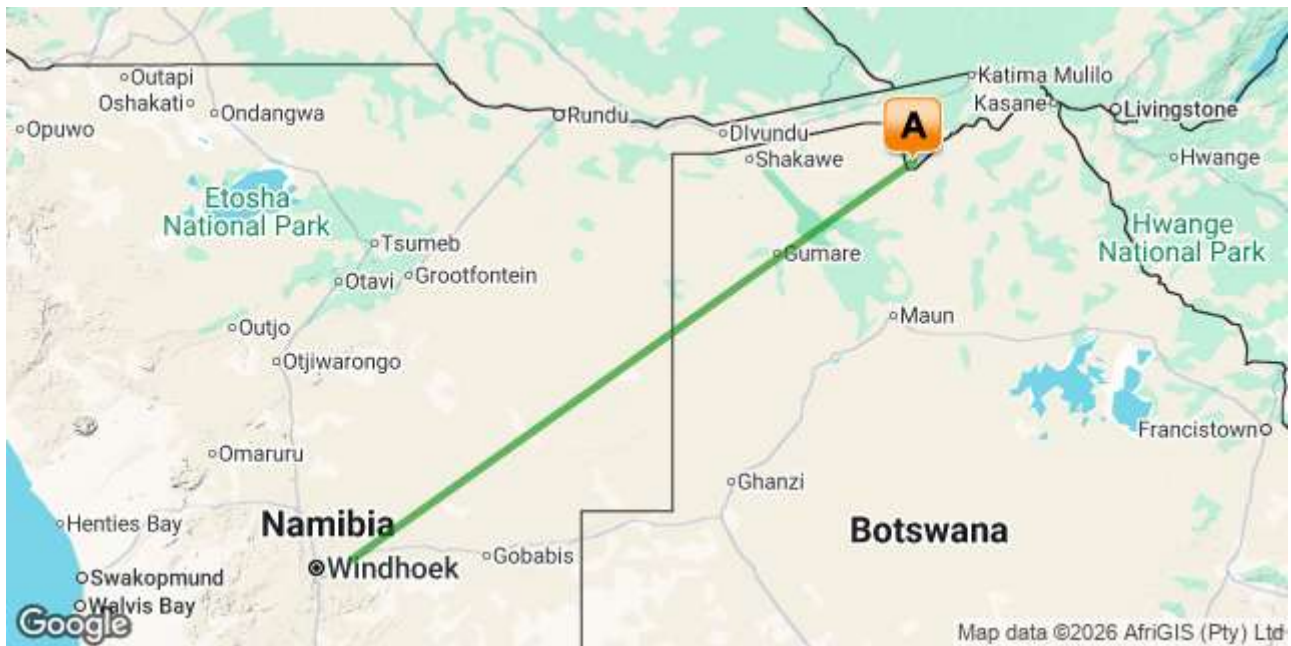 Outapi
Oshakati
Ondangwa
Opuwo
Rundu
Katima Mulilo
Kasane
Livingstone
A
Divundu
Shakawe
Hwange
Etosha
National Park
Hwange
National Park
Tsumeb
Gumare
Otavi
Grootfontein
Outjo
Maun
Otjiwarongo
Francistown
Omaruru
Ghanzi
Henties Bay
Namibia
Botswana
Gobabis
Windhoek
Swakopmund
Walvis Bay
Google
Map data ©2026 AfriGIS (Pty) Ltd